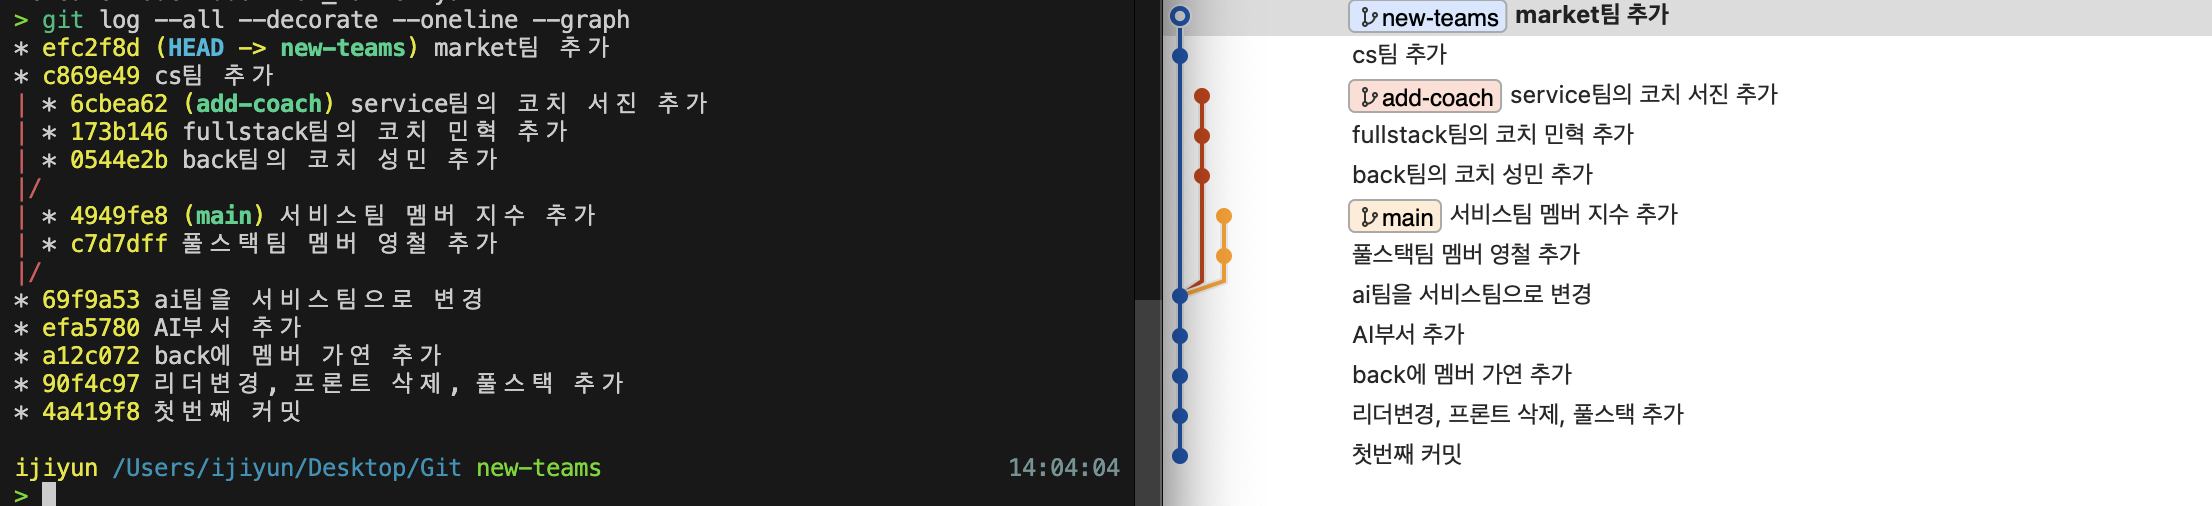 > git log --all --decorate --oneline --graph
* efc2f8d (HEAD -> new-teams) market팀 추가
* c869e49 cs팀 추가
| * 6cbea62 (add-coach) service팀의 코치 서진 추가
| * 173b146 fullstack팀의 코치 민혁 추가
| * 0544e2b back팀의 코치 성민 추가
|/
| * 4949fe8 (main) 서비스팀 멤버 지수 추가
| * c7d7dff 풀스택팀 멤버 영철 추가
|/
* 69f9a53 ai팀을 서비스팀으로 변경
* efa5780 AI부서 추가
* a12c072 back에 멤버 가연 추가
* 90f4c97 리더변경, 프론트 삭제, 풀스택 추가
* 4a419f8 첫번째 커밋
ijiyun /Users/ijiyun/Desktop/Git new-teams 14:04:04
>
new-teams market팀 추가
cs팀 추가
add-coach service팀의 코치 서진 추가
fullstack팀의 코치 민혁 추가
back팀의 코치 성민 추가
main 서비스팀 멤버 지수 추가
풀스택팀 멤버 영철 추가
ai팀을 서비스팀으로 변경
AI부서 추가
back에 멤버 가연 추가
리더변경, 프론트 삭제, 풀스택 추가
첫번째 커밋